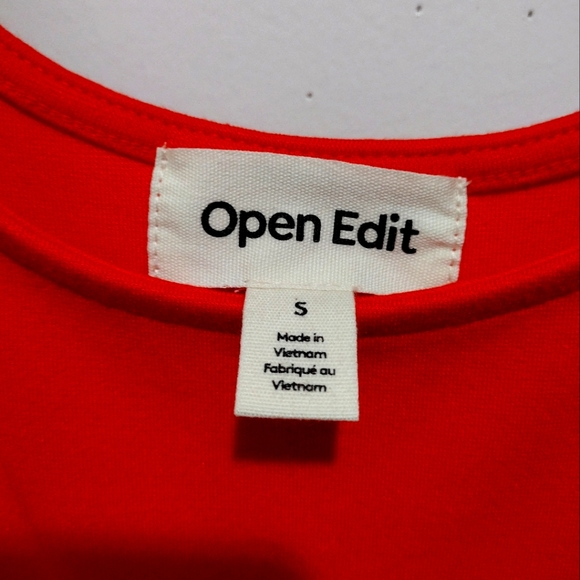 Open Edit
S
Made in
Vietnam
Fabriqué au
Vietnam